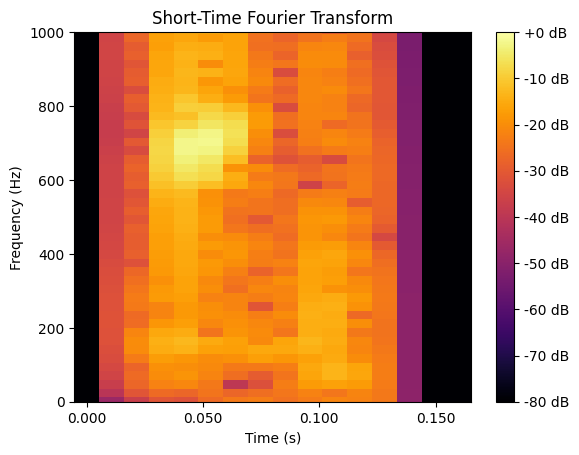 Short-Time Fourier Transform
1000
800
600
400
200
0
Frequency (Hz)
0.000
0.050
0.100
0.150
Time (s)
+0 dB
-10 dB
-20 dB
-30 dB
-40 dB
-50 dB
-60 dB
-70 dB
-80 dB